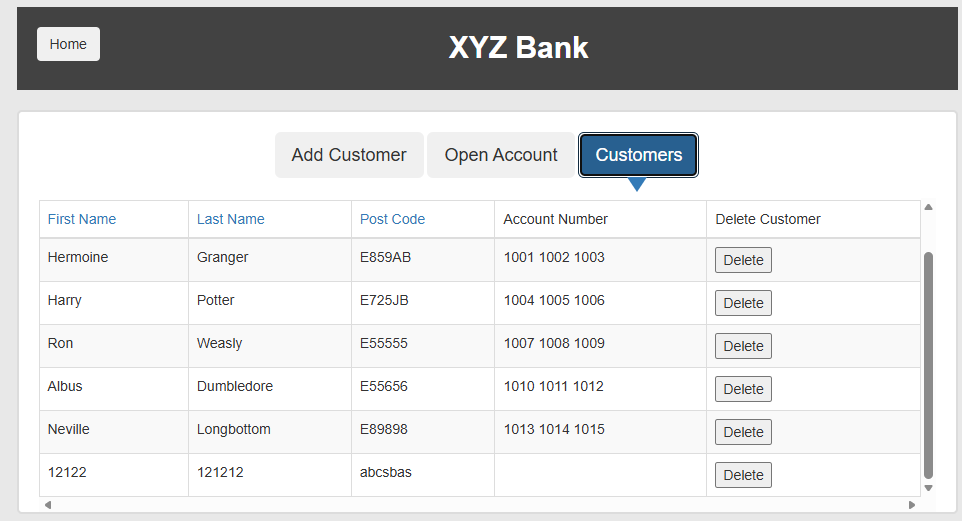 Home
XYZ Bank
Add Customer Open Account Customers
First Name Last Name Post Code Account Number Delete Customer
Hermoine Granger E859AB 1001 1002 1003 Delete
Harry Potter E725JB 1004 1005 1006 Delete
Ron Weasly E55555 1007 1008 1009 Delete
Albus Dumbledore E55656 1010 1011 1012 Delete
Neville Longbottom E89898 1013 1014 1015 Delete
12122 121212 abcsbas Delete